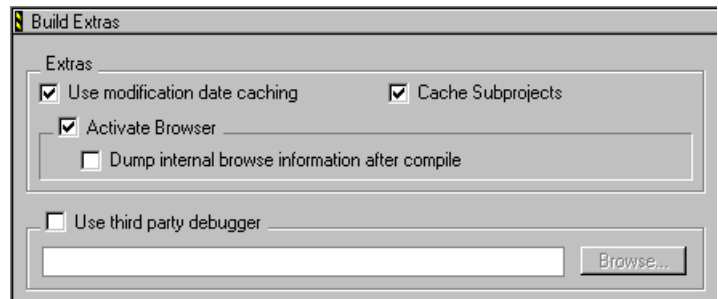 Build Extras
Extras
Use modification date caching
Cache Subprojects
Activate Browser
Dump internal browse information after compile
Use third party debugger
Browse...